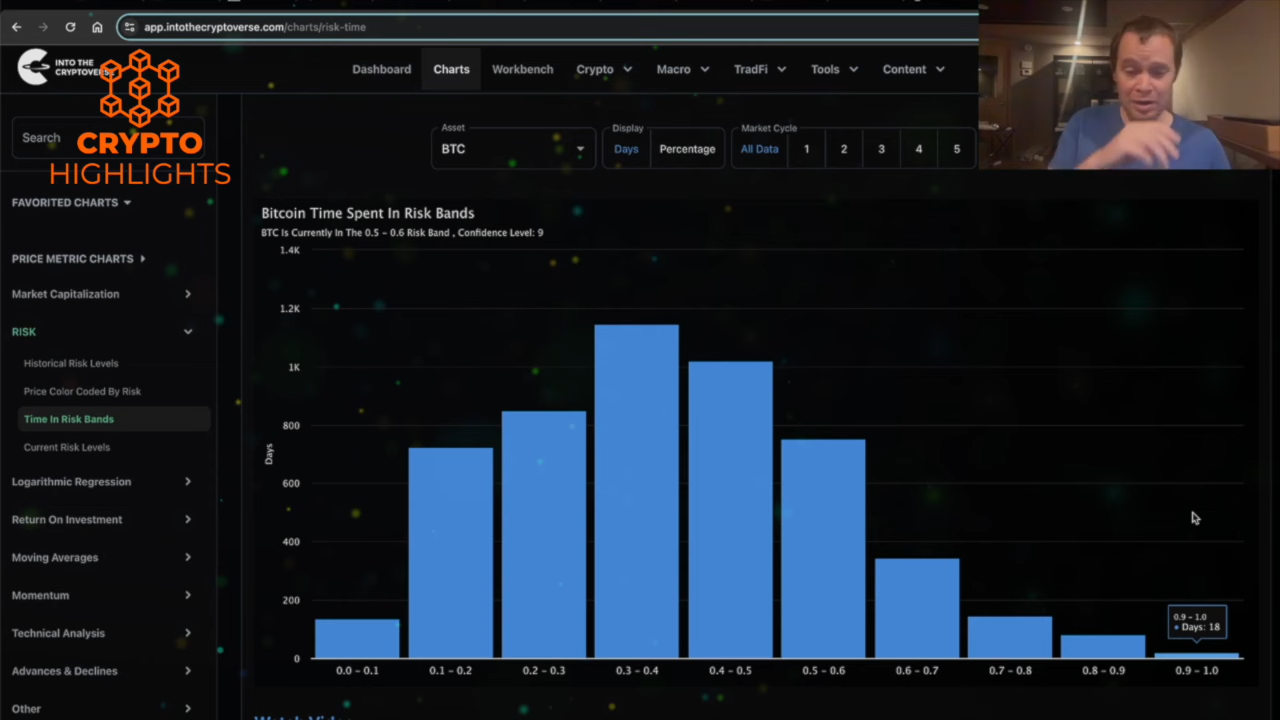 app.intothecryptoverse.com/charts/risk-time
INTO THE
CRYPTOVERSE
Dashboard
Charts
Workbench
Crypto
Macro
TradFi
Tools
Content
Search
CRYPTO
HIGHLIGHTS
Asset
BTC
Display
Days
Percentage
Market Cycle
All Data
1
2
3
4
5
FAVORITED CHARTS
PRICE METRIC CHARTS
Market Capitalization
RISK
Historical Risk Levels
Price Color Coded By Risk
Time In Risk Bands
Current Risk Levels
Logarithmic Regression
Return On Investment
Moving Averages
Momentum
Technical Analysis
Advances & Declines
Other
Bitcoin Time Spent In Risk Bands
BTC Is Currently In The 0.5 – 0.6 Risk Band , Confidence Level: 9
1.4K
1.2K
1K
800
600
400
200
0
Days
0.9 – 1.0
• Days: 18
0.0 – 0.1
0.1 – 0.2
0.2 – 0.3
0.3 – 0.4
0.4 – 0.5
0.5 – 0.6
0.6 – 0.7
0.7 – 0.8
0.8 – 0.9
0.9 – 1.0